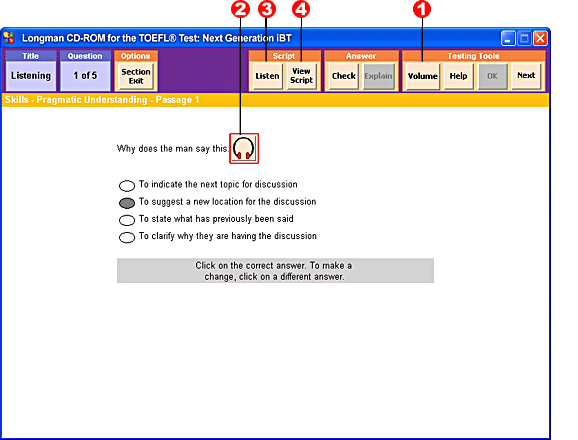 2 3 4 1
Longman CD-ROM for the TOEFL® Test: Next Generation iBT
Title Question Options Script Answer Testing Tools
Listening 1 of 5 Section Exit Listen View Script Check Explain Volume Help OK Next
Skills - Pragmatic Understanding - Passage 1
Why does the man say this:
To indicate the next topic for discussion
To suggest a new location for the discussion
To state what has previously been said
To clarify why they are having the discussion
Click on the correct answer. To make a
change, click on a different answer.